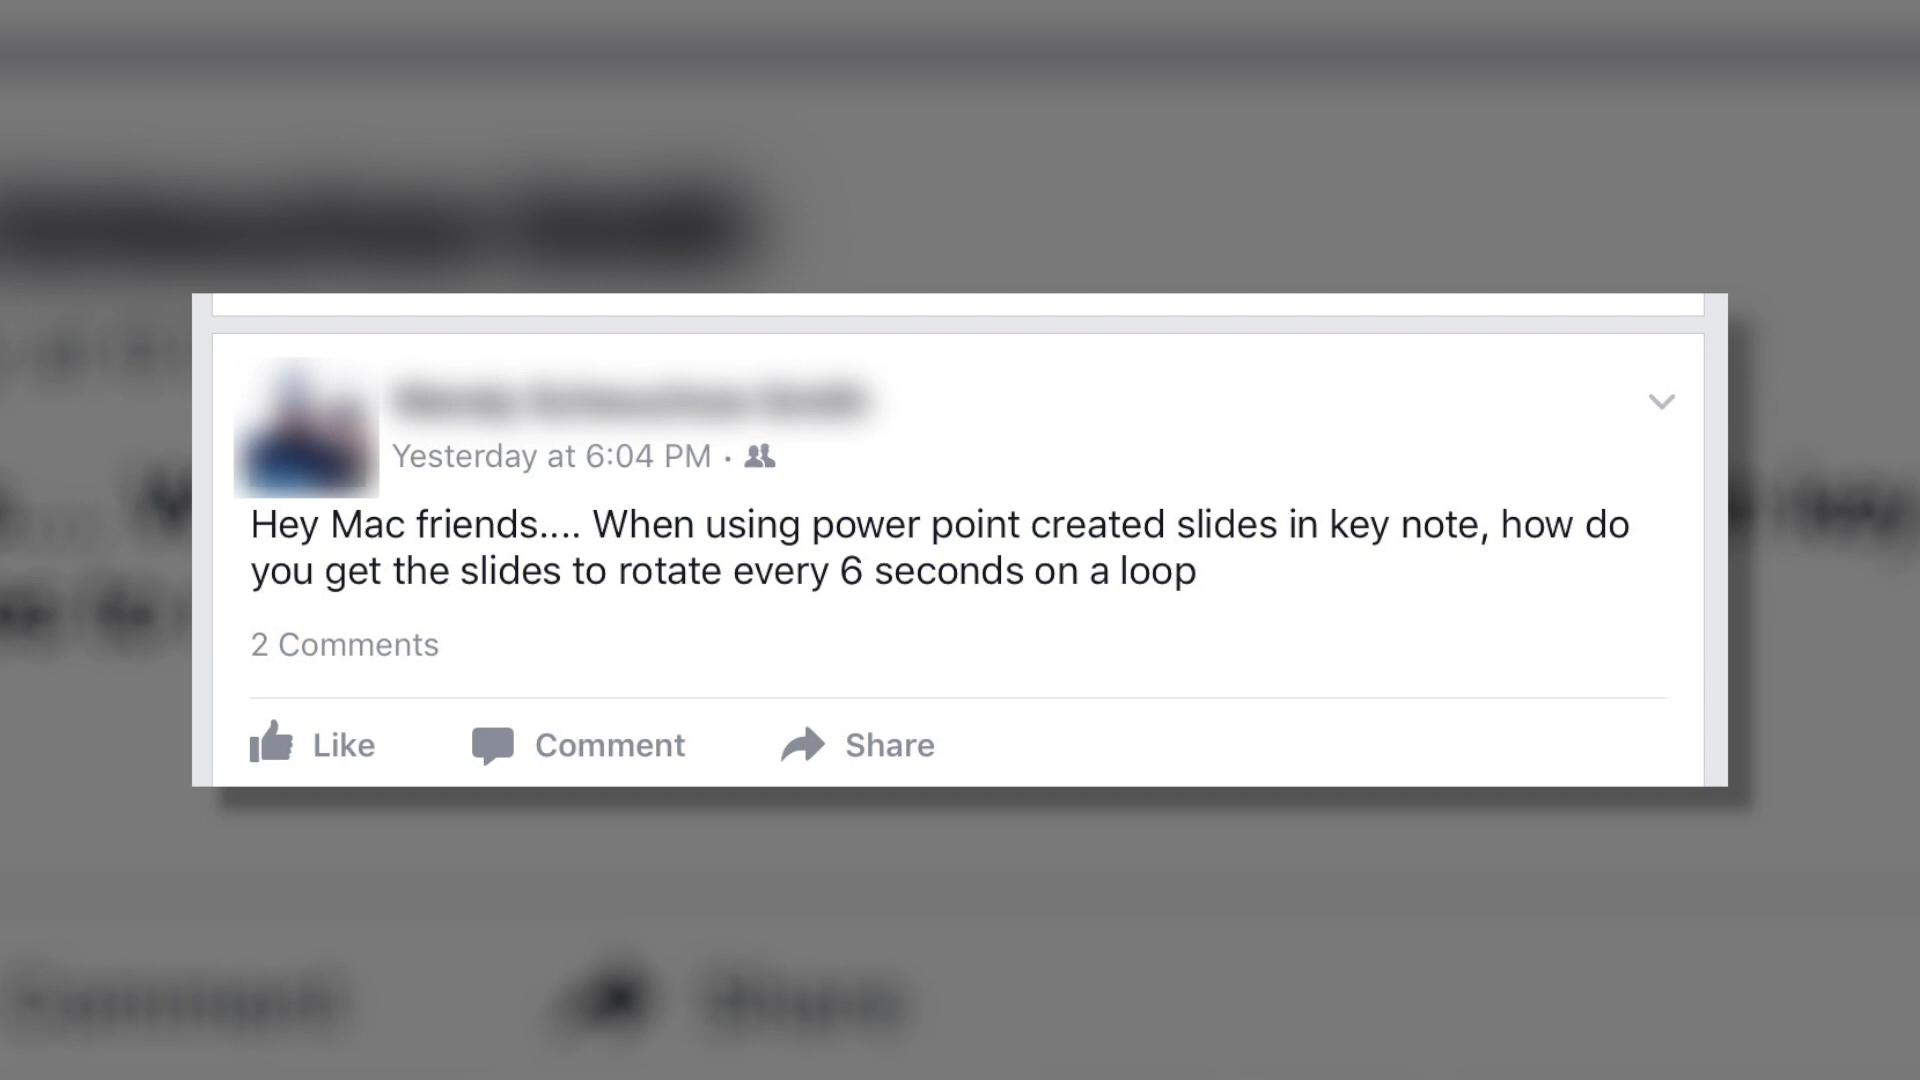 Yesterday at 6:04 PM ·
Hey Mac friends.... When using power point created slides in key note, how do
you get the slides to rotate every 6 seconds on a loop
2 Comments
Like Comment Share